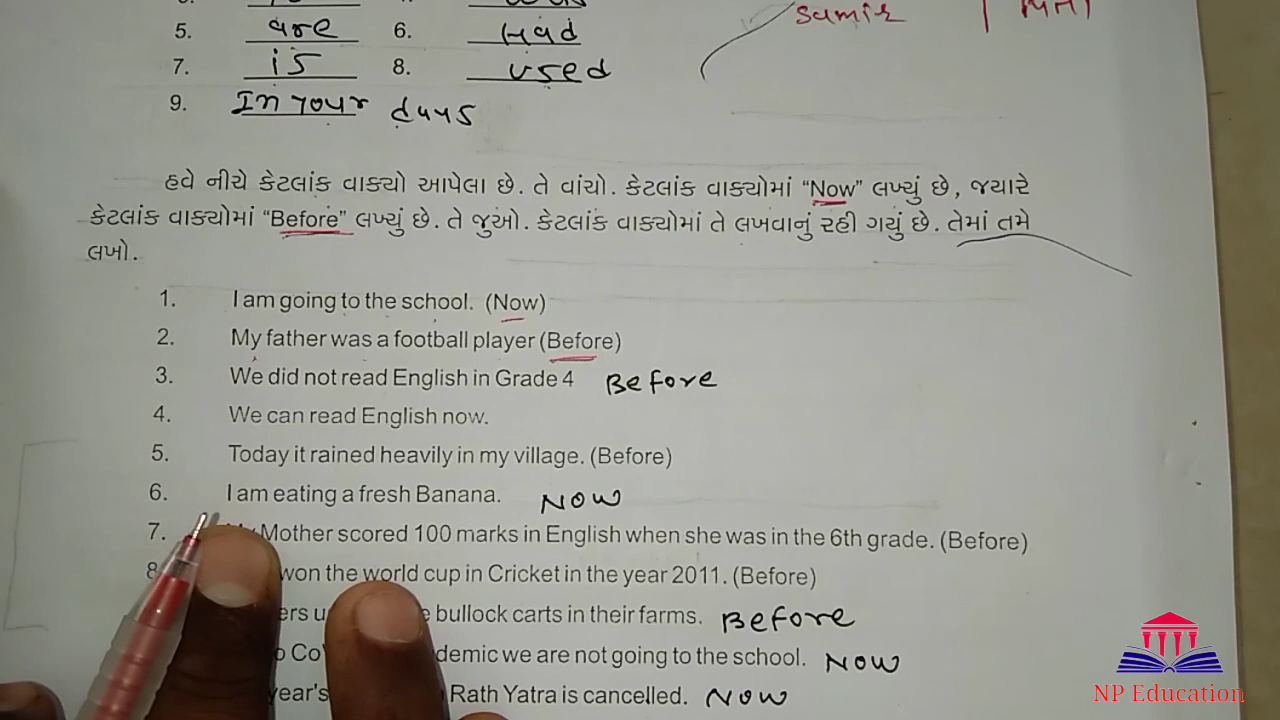 Samir | મિતા
5. are 6. Had
7. is 8. used
9. In your days
હવે નીચે કેટલાંક વાક્યો આપેલા છે. તે વાંચો. કેટલાંક વાક્યોમાં “Now” લખ્યું છે, જ્યારે
કેટલાંક વાક્યોમાં “Before” લખ્યું છે. તે જુઓ. કેટલાંક વાક્યોમાં તે લખવાનું રહી ગયું છે. તેમાં તમે
લખો.
1. I am going to the school. (Now)
2. My father was a football player (Before)
3. We did not read English in Grade 4 Before
4. We can read English now.
5. Today it rained heavily in my village. (Before)
6. I am eating a fresh Banana. Now
7. Mother scored 100 marks in English when she was in the 6th grade. (Before)
8 won the world cup in Cricket in the year 2011. (Before)
bullock carts in their farms. Before
we are not going to the school. Now
Rath Yatra is cancelled. Now
NP Education